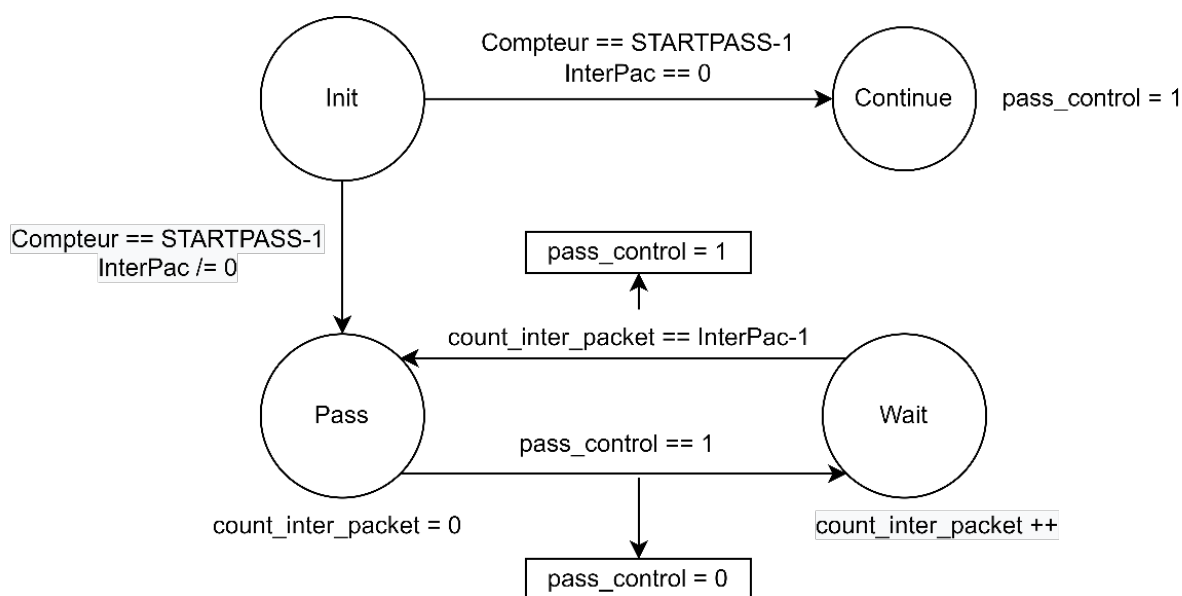 Compteur == STARTPASS-1
InterPac == 0
Init
Continue
pass_control = 1
Compteur == STARTPASS-1
InterPac /= 0
pass_control = 1
count_inter_packet == InterPac-1
Pass
Wait
pass_control == 1
count_inter_packet = 0
count_inter_packet ++
pass_control = 0